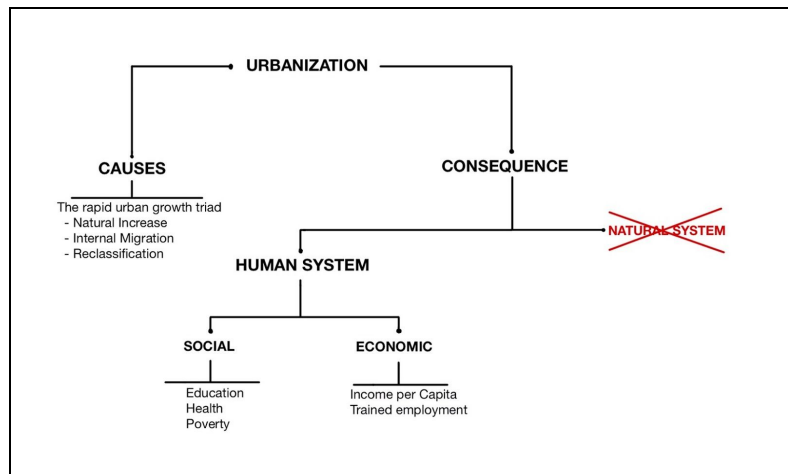 URBANIZATION
CAUSES
The rapid urban growth triad
- Natural Increase
- Internal Migration
- Reclassification
CONSEQUENCE
NATURAL SYSTEM
HUMAN SYSTEM
SOCIAL
Education
Health
Poverty
ECONOMIC
Income per Capita
Trained employment